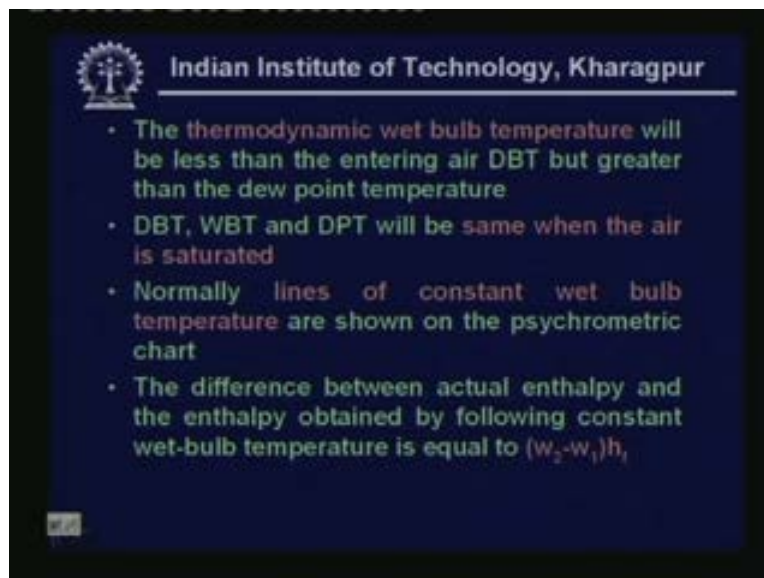 Indian Institute of Technology, Kharagpur
• The thermodynamic wet bulb temperature will
be less than the entering air DBT but greater
than the dew point temperature
• DBT, WBT and DPT will be same when the air
is saturated
• Normally lines of constant wet bulb
temperature are shown on the psychrometric
chart
• The difference between actual enthalpy and
the enthalpy obtained by following constant
wet-bulb temperature is equal to (w₂-w₁)hf